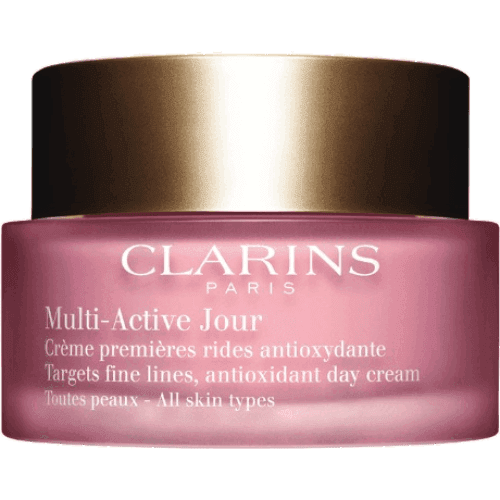 CLARINS
PARIS
Multi-Active Jour
Crème premières rides antioxydante
Targets fine lines, antioxidant day cream
Toutes peaux - All skin types